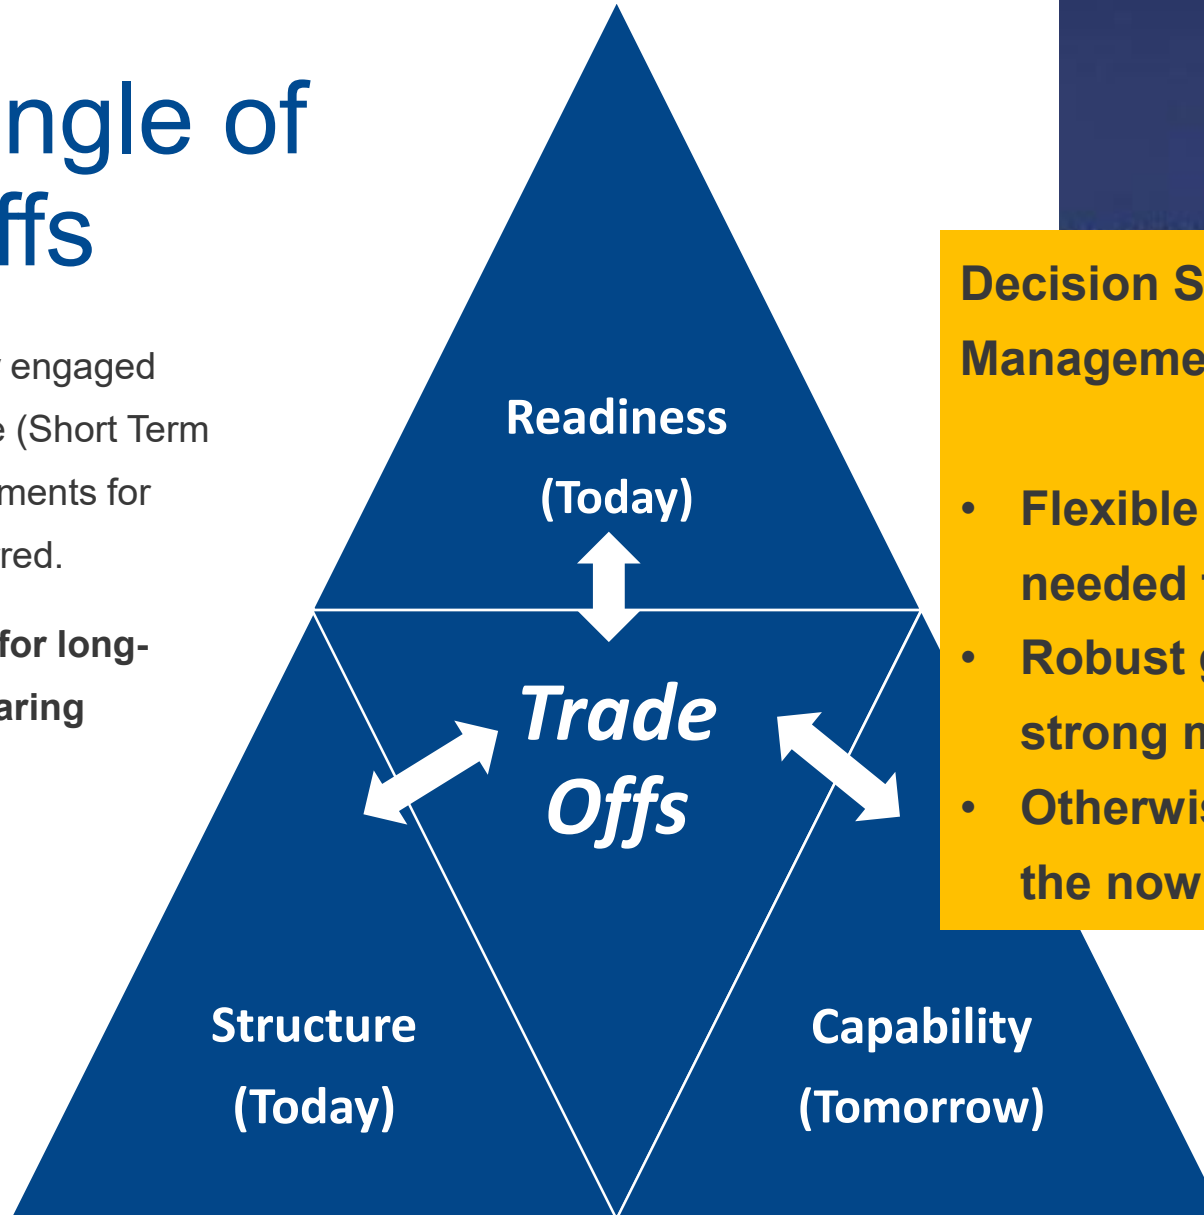 ngle of
ffs
engaged
e (Short Term
ments for
red.
for long-
aring
Readiness
(Today)
Trade
Offs
Structure
(Today)
Capability
(Tomorrow)
Decision S
Manageme
• Flexible
needed
• Robust
strong
• Otherwis
the now